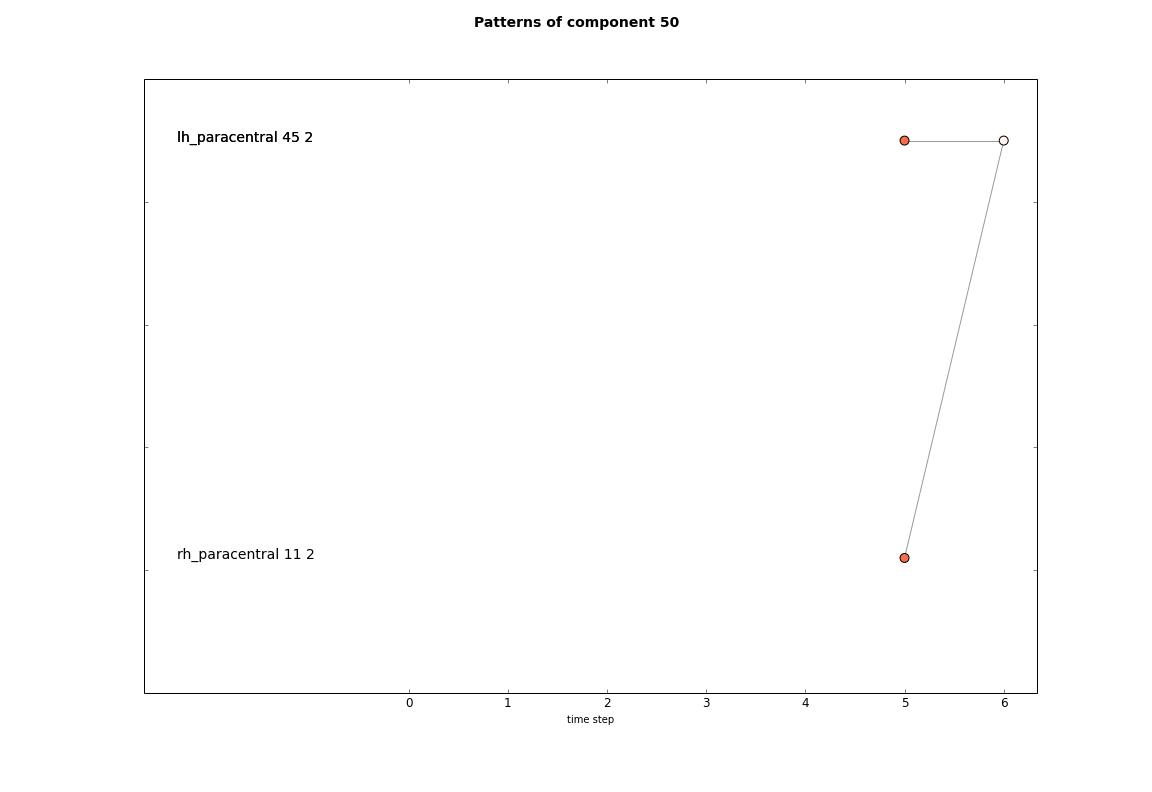 Patterns of component 50
lh_paracentral 45 2
rh_paracentral 11 2
0 1 2 3 4 5 6
time step